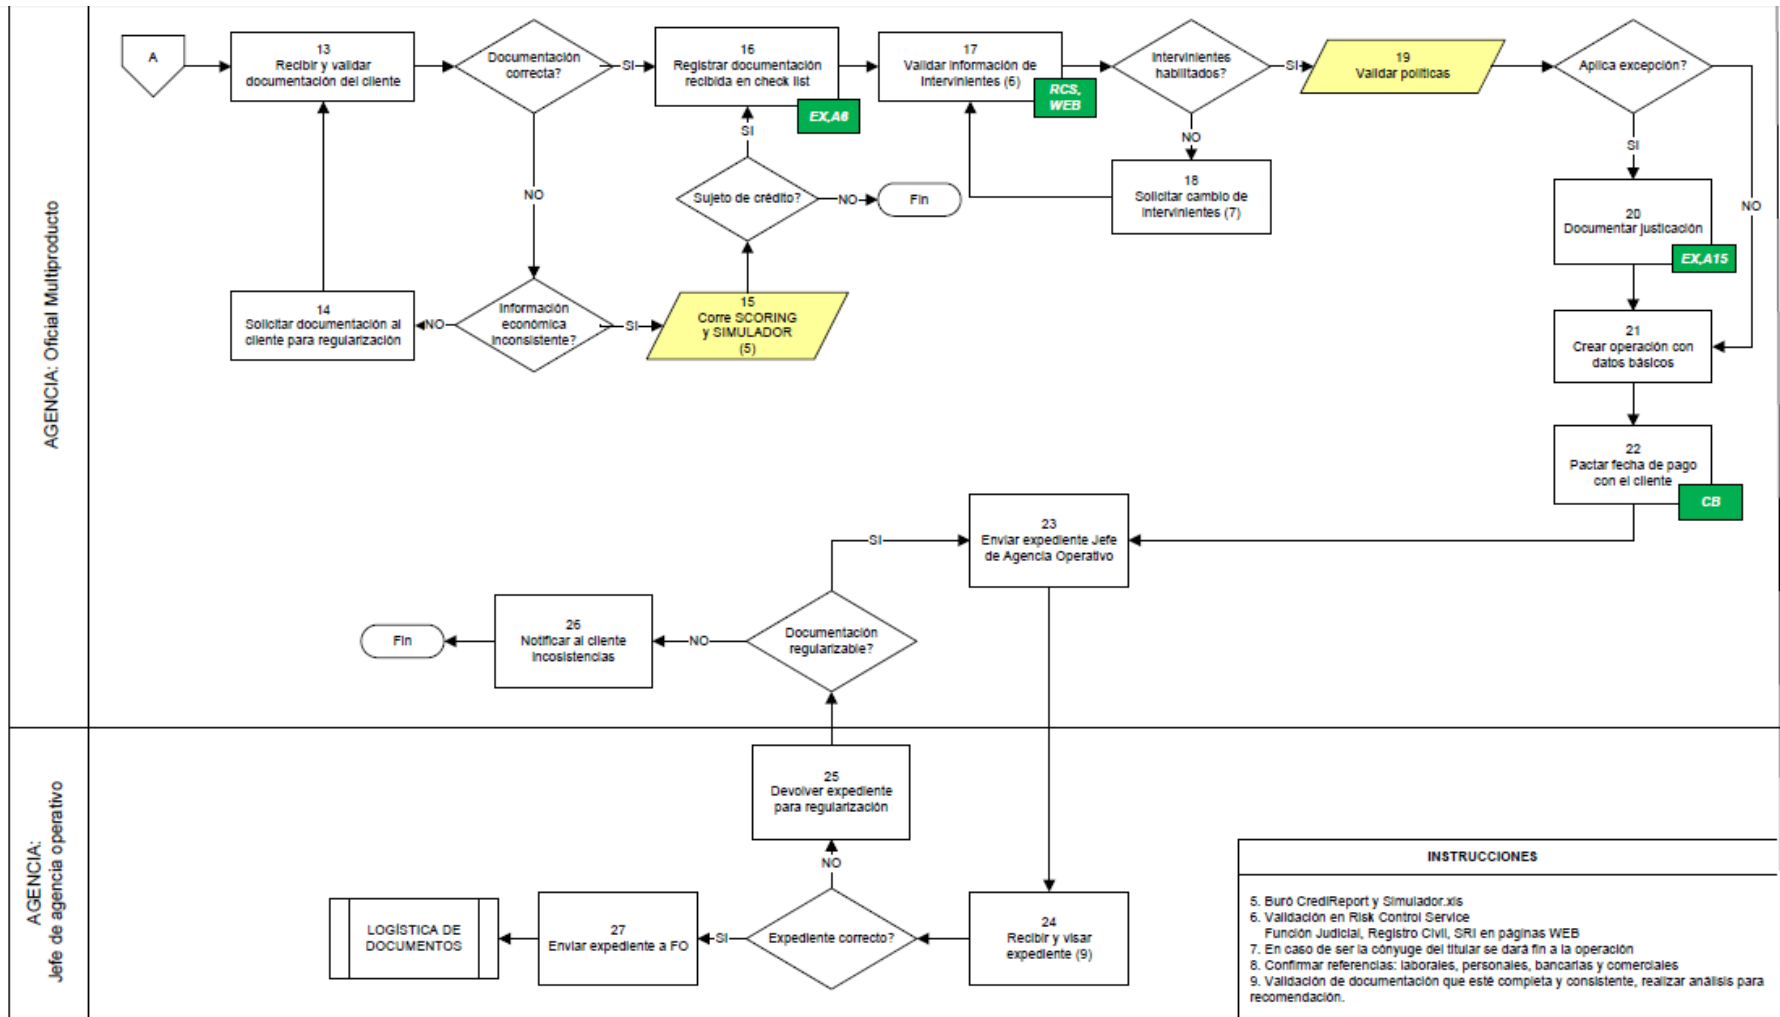 AGENCIA: Oficial Multiproducto
A
13
Recibir y validar
documentación del cliente
Documentación
correcta?
SI
16
Registrar documentación
recibida en check list
EX,A6
17
Validar información de
Intervinientes (6)
RCS,
WEB
Intervinientes
habilitados?
SI
19
Validar políticas
Aplica excepción?
NO
SI
NO
SI
NO
Sujeto de crédito?
NO
Fin
18
Solicitar cambio de
Intervinientes (7)
20
Documentar justicación
EX,A15
14
Solicitar documentación al
cliente para regularización
NO
Información
económica
Inconsistente?
SI
15
Corre SCORING
y SIMULADOR
(5)
21
Crear operación con
datos básicos
22
Pactar fecha de pago
con el cliente
CB
SI
23
Enviar expediente Jefe
de Agencia Operativo
Fin
26
Notificar al cliente
Incosistencias
NO
Documentación
regularizable?
AGENCIA:
Jefe de agencia operativo
25
Devolver expediente
para regularización
NO
LOGÍSTICA DE
DOCUMENTOS
27
Enviar expediente a FO
SI
Expediente correcto?
24
Recibir y visar
expediente (9)
INSTRUCCIONES
5. Buró CrediReport y Simulador.xls
6. Validación en Risk Control Service
Función Judicial, Registro Civil, SRI en páginas WEB
7. En caso de ser la cónyuge del titular se dará fin a la operación
8. Confirmar referencias: laborales, personales, bancarias y comerciales
9. Validación de documentación que esté completa y consistente, realizar análisis para
recomendación.